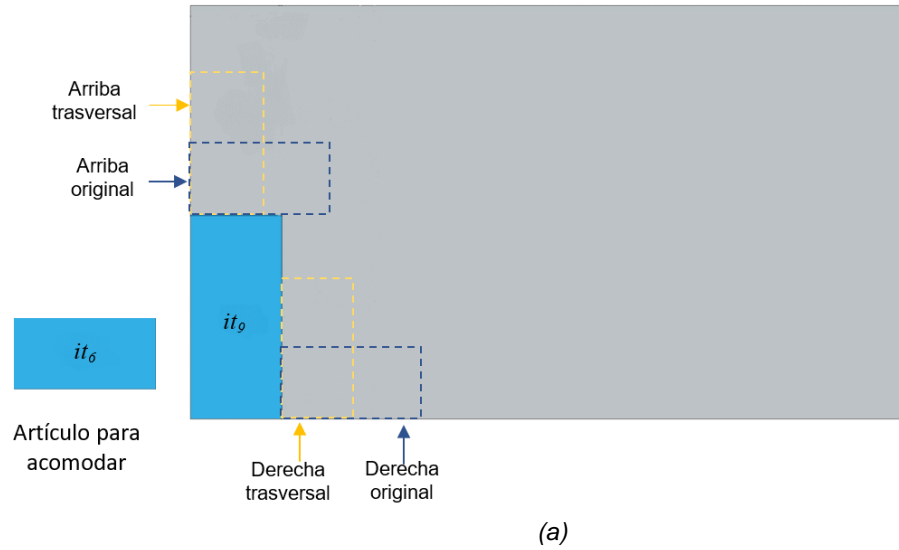 Arriba
trasversal
Arriba
original
it₉
it₆
Artículo para
acomodar
Derecha
trasversal
Derecha
original
(a)